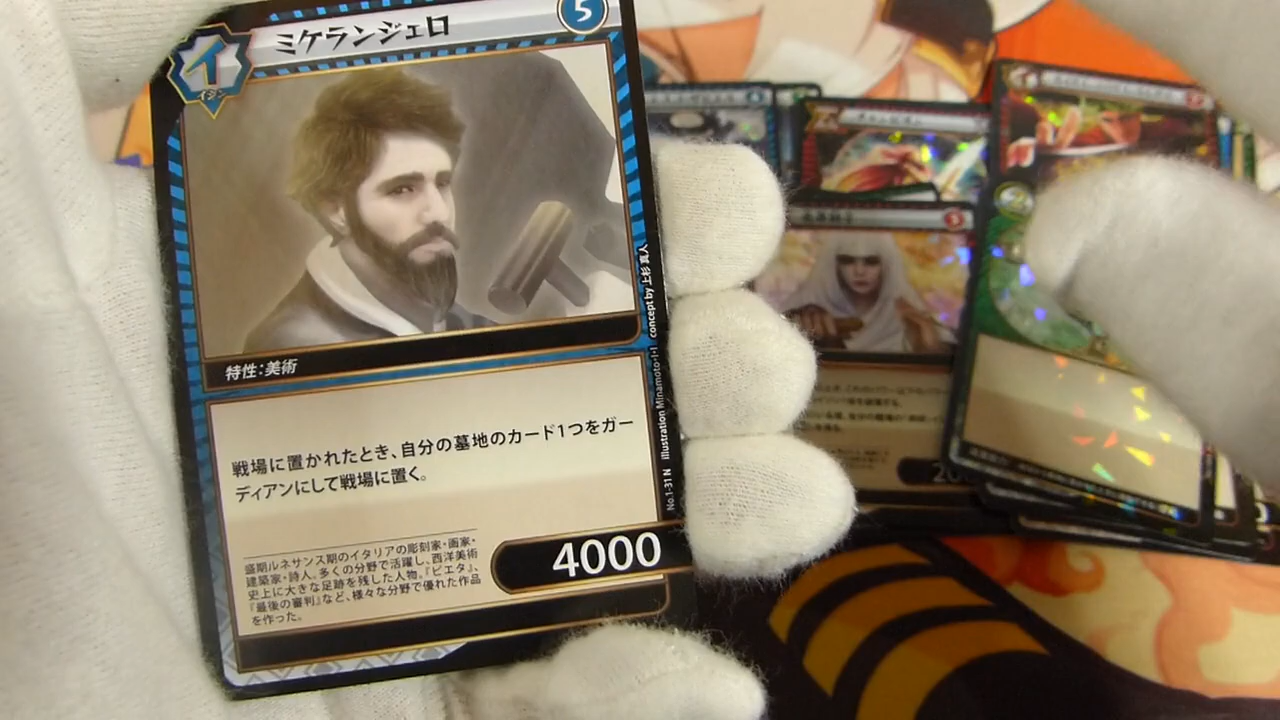 ミケランジェロ
5
イ
イジン
特性:美術
戦場に置かれたとき、自分の墓地のカード1つをガー
ディアンにして戦場に置く。
盛期ルネサンス期のイタリアの彫刻家・画家・
建築家・詩人。多くの分野で活躍し、西洋美術
史上に大きな足跡を残した人物。『ピエタ』、
『最後の審判』など、様々な分野で優れた作品
を作った。
4000
No.1-31 N illustration Minamoto-I-1 concept by 上杉 真人